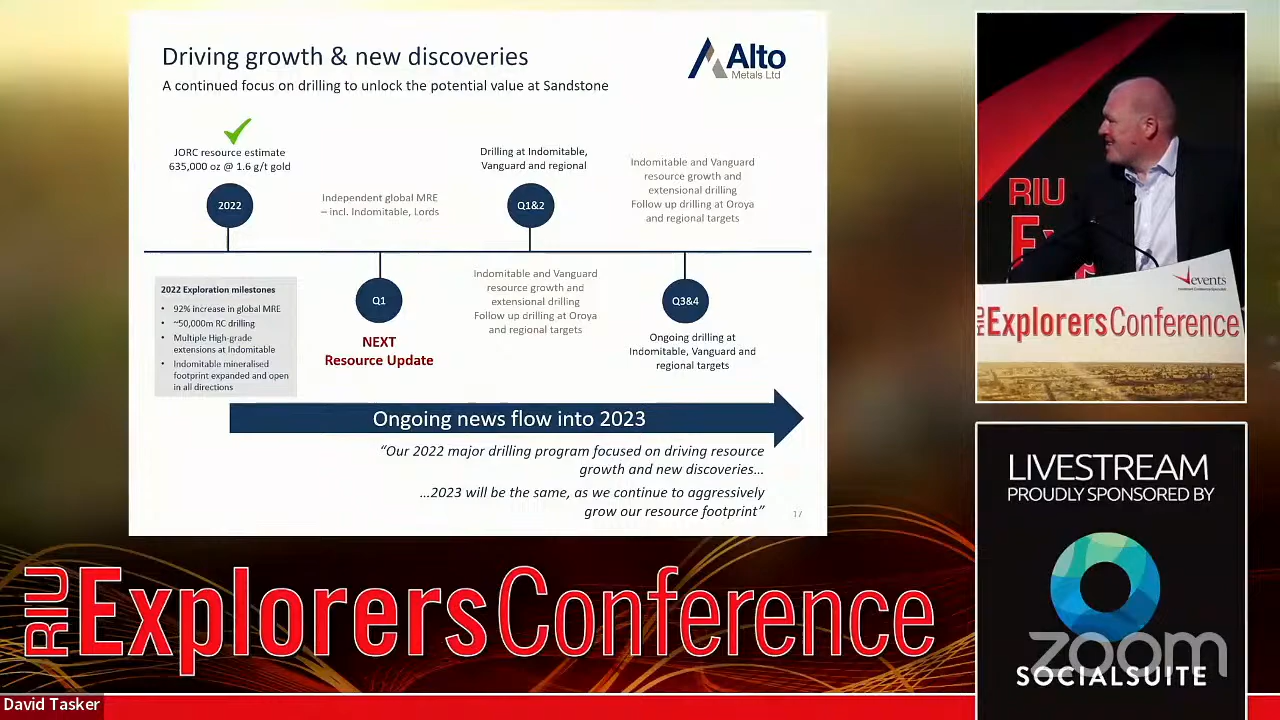 Driving growth & new discoveries
A continued focus on drilling to unlock the potential value at Sandstone
Alto
Metals Ltd
JORC resource estimate
635,000 oz @ 1.6 g/t gold
2022
Independent global MRE
– incl. Indomitable, Lords
Drilling at Indomitable,
Vanguard and regional
Q1&2
Indomitable and Vanguard
resource growth and
extensional drilling
Follow up drilling at Oroya
and regional targets
2022 Exploration milestones
• 92% increase in global MRE
• ~50,000m RC drilling
• Multiple High-grade
extensions at Indomitable
• Indomitable mineralised
footprint expanded and open
in all directions
Q1
NEXT
Resource Update
Indomitable and Vanguard
resource growth and
extensional drilling
Follow up drilling at Oroya
and regional targets
Q3&4
Ongoing drilling at
Indomitable, Vanguard and
regional targets
Ongoing news flow into 2023
“Our 2022 major drilling program focused on driving resource
growth and new discoveries...
...2023 will be the same, as we continue to aggressively
grow our resource footprint”
17
RIU
Ex
events
RIU ExplorersConference
LIVESTREAM
PROUDLY SPONSORED BY
zoom
SOCIALSUITE
RIU ExplorersConference
David Tasker